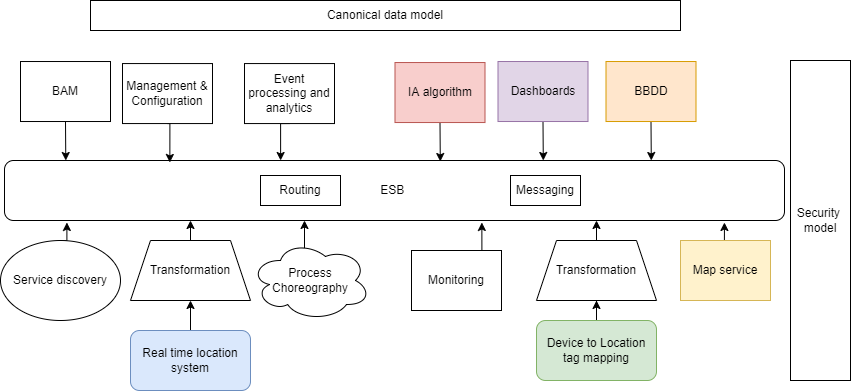 Canonical data model
BAM
Management &
Configuration
Event
processing and
analytics
IA algorithm
Dashboards
BBDD
Routing
ESB
Messaging
Security
model
Service discovery
Transformation
Process
Choreography
Monitoring
Transformation
Map service
Real time location
system
Device to Location
tag mapping